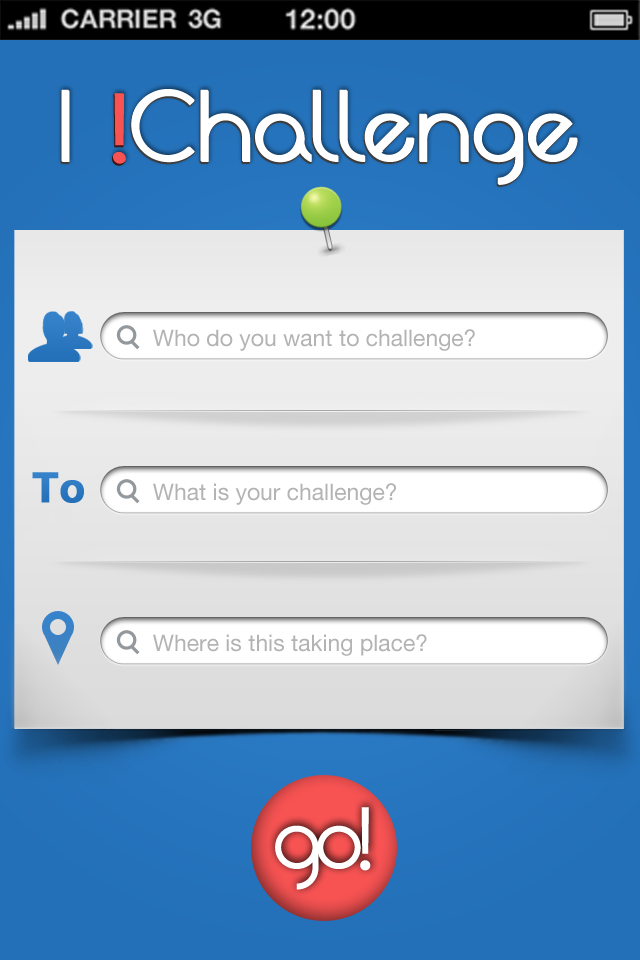 CARRIER 3G 12:00
I !Challenge
Who do you want to challenge?
To What is your challenge?
Where is this taking place?
go!